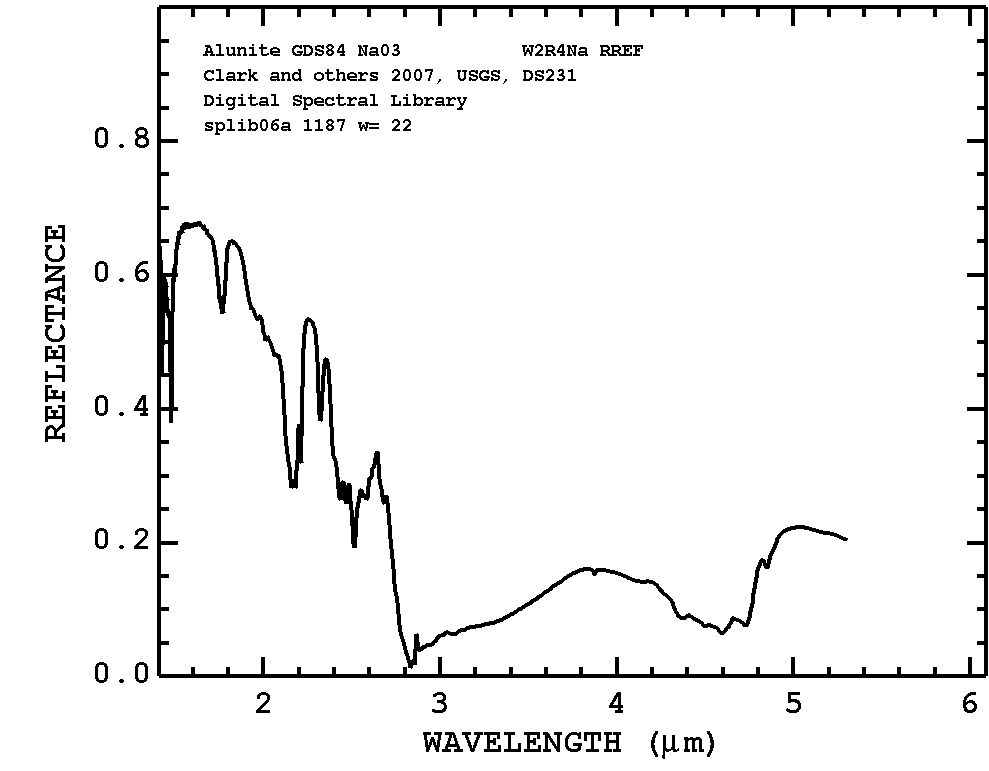 Alunite GDS84 Na03 W2R4Na RREF
Clark and others 2007, USGS, DS231
Digital Spectral Library
splib06a 1187 w= 22
0.8
0.6
0.4
0.2
0.0
REFLECTANCE
2 3 4 5 6
WAVELENGTH (μm)